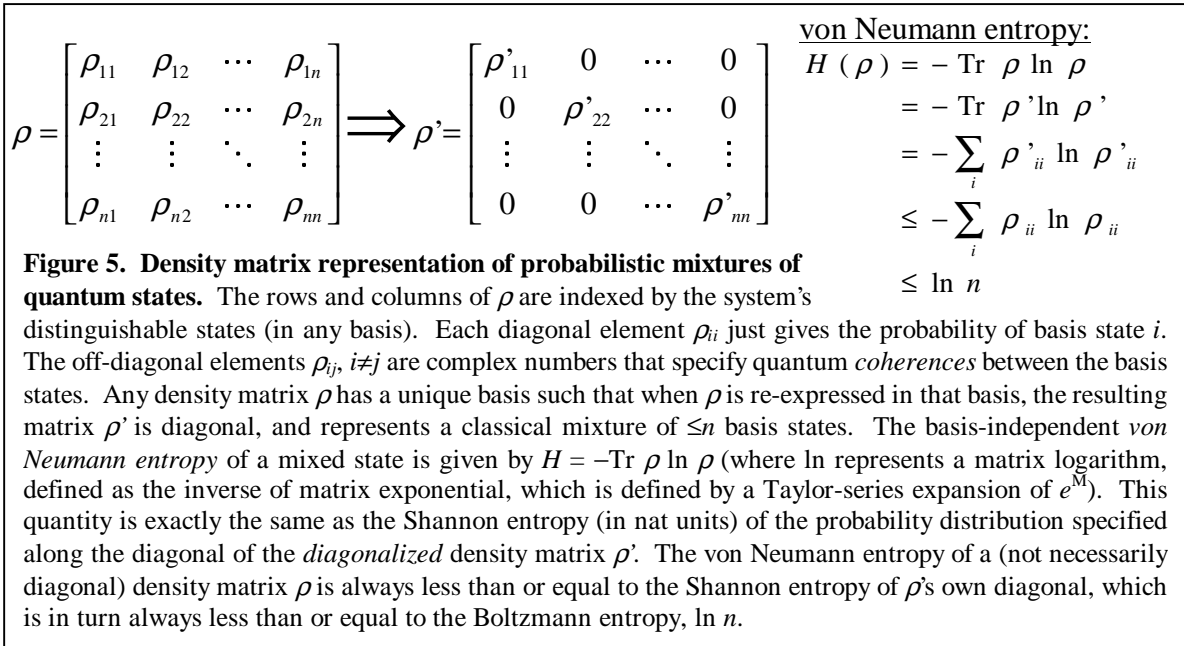 von Neumann entropy:
ρ = [ρ11 ρ12 ⋯ ρ1n
ρ21 ρ22 ⋯ ρ2n
⋮ ⋮ ⋱ ⋮
ρn1 ρn2 ⋯ ρnn]
⇒
ρ’= [ρ’11 0 ⋯ 0
0 ρ’22 ⋯ 0
⋮ ⋮ ⋱ ⋮
0 0 ⋯ ρ’nn]
H (ρ) = − Tr ρ ln ρ
= − Tr ρ’ ln ρ’
= − ∑i ρ’ii ln ρ’ii
≤ − ∑i ρii ln ρii
≤ ln n
Figure 5. Density matrix representation of probabilistic mixtures of
quantum states. The rows and columns of ρ are indexed by the system’s
distinguishable states (in any basis). Each diagonal element ρii just gives the probability of basis state i.
The off-diagonal elements ρij, i≠j are complex numbers that specify quantum coherences between the basis
states. Any density matrix ρ has a unique basis such that when ρ is re-expressed in that basis, the resulting
matrix ρ’ is diagonal, and represents a classical mixture of ≤n basis states. The basis-independent von
Neumann entropy of a mixed state is given by H = −Tr ρ ln ρ (where ln represents a matrix logarithm,
defined as the inverse of matrix exponential, which is defined by a Taylor-series expansion of e^M). This
quantity is exactly the same as the Shannon entropy (in nat units) of the probability distribution specified
along the diagonal of the diagonalized density matrix ρ’. The von Neumann entropy of a (not necessarily
diagonal) density matrix ρ is always less than or equal to the Shannon entropy of ρ’s own diagonal, which
is in turn always less than or equal to the Boltzmann entropy, ln n.